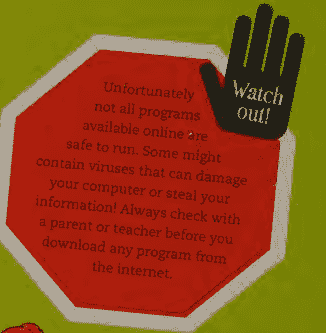 Watch
out!
Unfortunately
not all programs
available online are
safe to run. Some might
contain viruses that can damage
your computer or steal your
information! Always check with
a parent or teacher before you
download any program from
the internet.